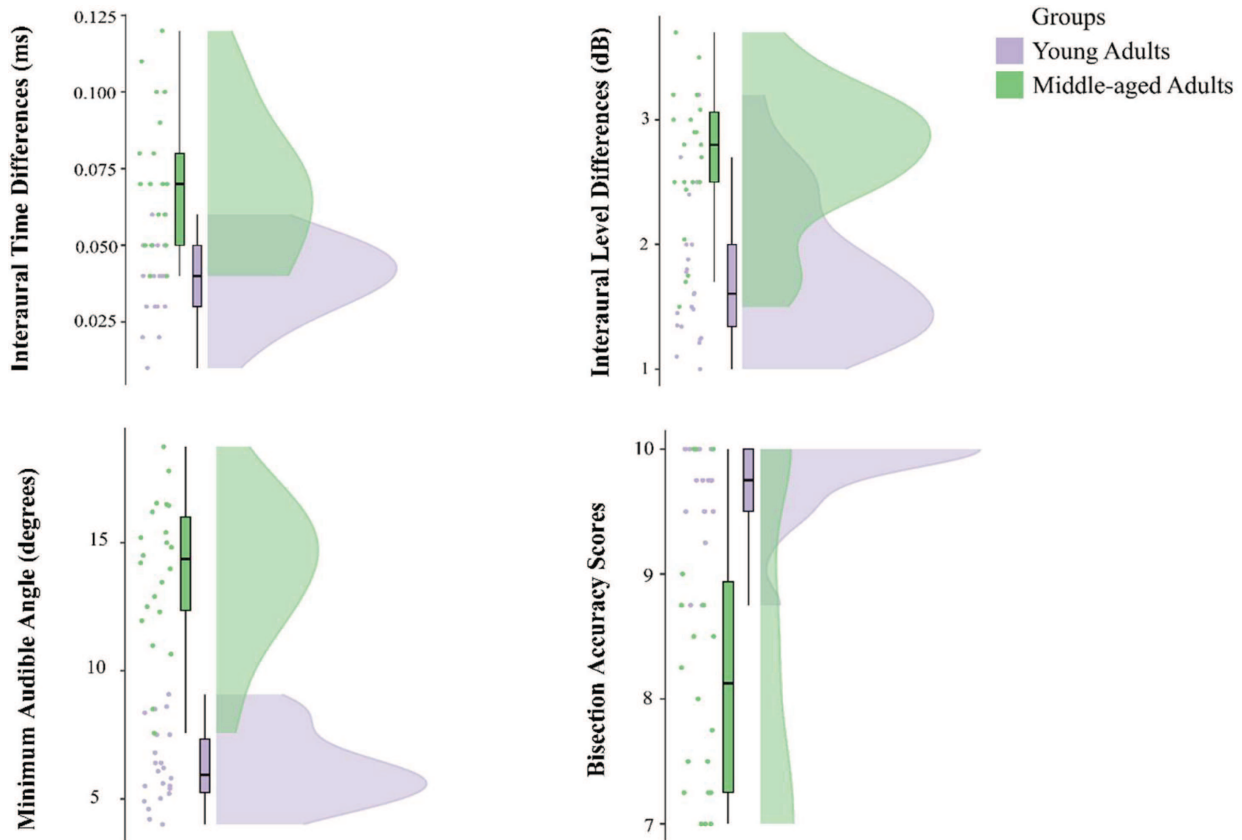 Interaural Time Differences (ms)
0.125
0.100
0.075
0.050
0.025
Interaural Level Differences (dB)
3
2
1
Groups
Young Adults
Middle-aged Adults
Minimum Audible Angle (degrees)
15
10
5
Bisection Accuracy Scores
10
9
8
7